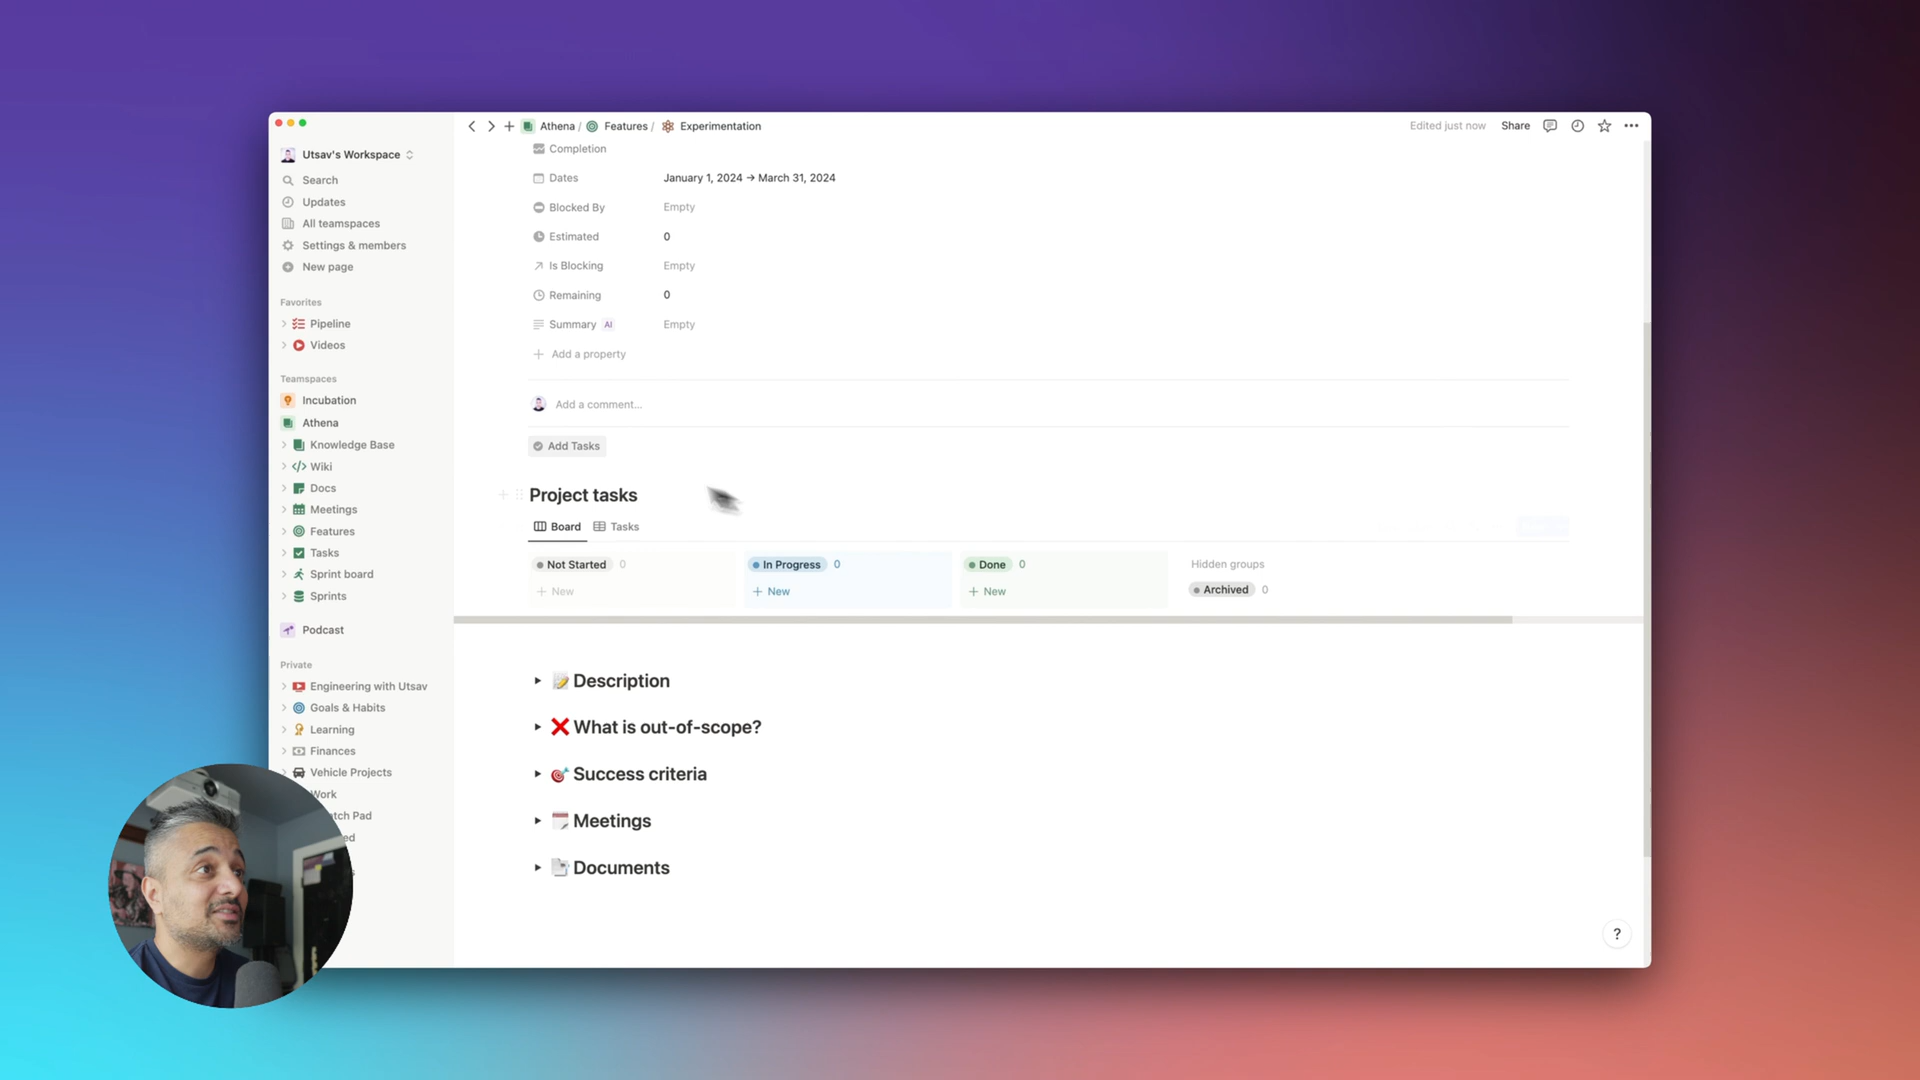 Utsav's Workspace
Search
Updates
All teamspaces
Settings & members
New page
Favorites
Pipeline
Videos
Teamspaces
Incubation
Athena
Knowledge Base
Wiki
Docs
Meetings
Features
Tasks
Sprint board
Sprints
Podcast
Private
Engineering with Utsav
Goals & Habits
Learning
Finances
Vehicle Projects
Work
tch Pad
ed
Athena / Features / Experimentation
Edited just now Share
Completion
Dates January 1, 2024 → March 31, 2024
Blocked By Empty
Estimated 0
Is Blocking Empty
Remaining 0
Summary AI Empty
Add a property
Add a comment...
Add Tasks
Project tasks
Board Tasks
Not Started 0 In Progress 0 Done 0 Hidden groups
+ New + New + New Archived 0
Description
What is out-of-scope?
Success criteria
Meetings
Documents
?